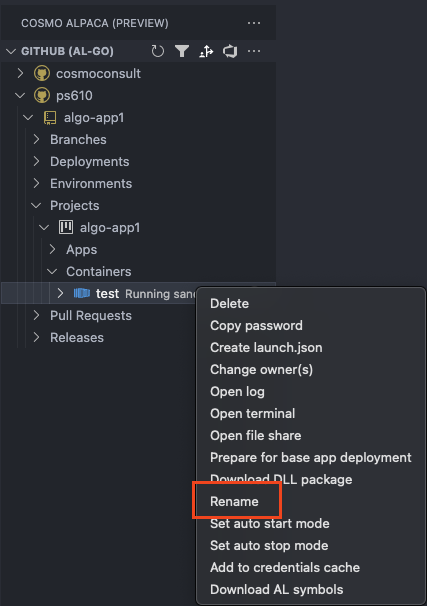 COSMO ALPACA (PREVIEW)
GITHUB (AL-GO)
cosmoconsult
ps610
algo-app1
Branches
Deployments
Environments
Projects
algo-app1
Apps
Containers
test Running
Pull Requests
Releases
Delete
Copy password
Create launch.json
Change owner(s)
Open log
Open terminal
Open file share
Prepare for base app deployment
Download DLL package
Rename
Set auto start mode
Set auto stop mode
Add to credentials cache
Download AL symbols